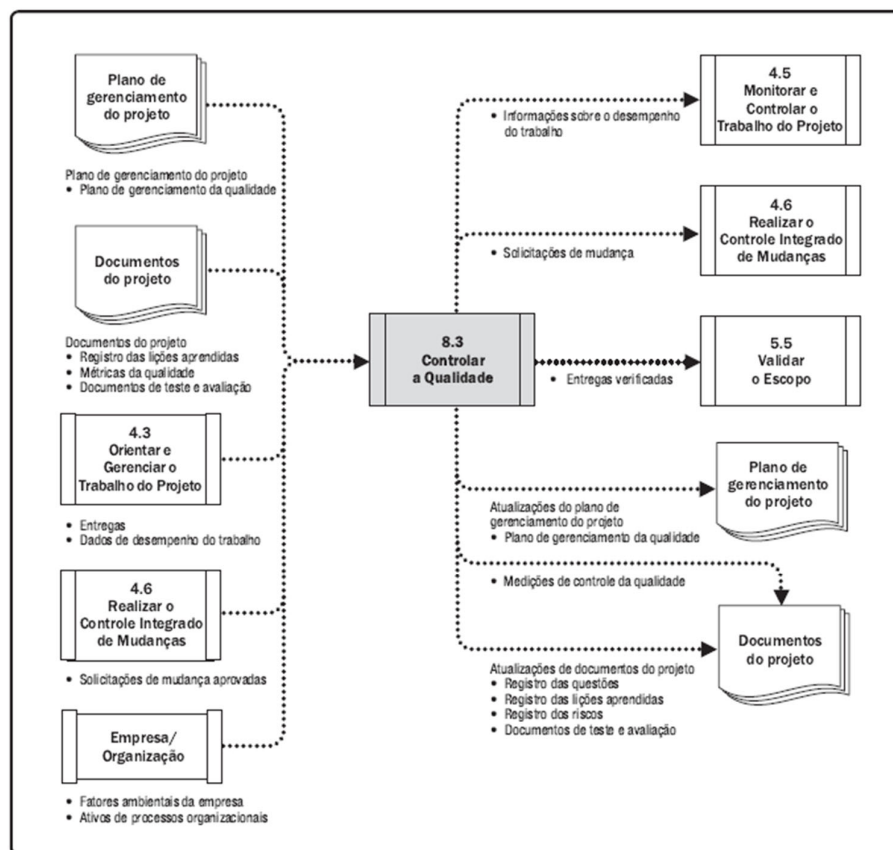 Plano de
gerenciamento
do projeto
Plano de gerenciamento do projeto
• Plano de gerenciamento da qualidade
Documentos
do projeto
Documentos do projeto
• Registro das lições aprendidas
• Métricas da qualidade
• Documentos de teste e avaliação
4.3
Orientar e
Gerenciar o
Trabalho do Projeto
• Entregas
• Dados de desempenho do trabalho
4.6
Realizar o
Controle Integrado
de Mudanças
• Solicitações de mudança aprovadas
Empresa/
Organização
• Fatores ambientais da empresa
• Ativos de processos organizacionais
8.3
Controlar
a Qualidade
• Informações sobre o desempenho
do trabalho
4.5
Monitorar e
Controlar o
Trabalho do Projeto
• Solicitações de mudança
4.6
Realizar o
Controle Integrado
de Mudanças
• Entregas verificadas
5.5
Validar
o Escopo
Atualizações do plano de
gerenciamento do projeto
• Plano de gerenciamento da qualidade
Plano de
gerenciamento
do projeto
• Medições de controle da qualidade
Atualizações de documentos do projeto
• Registro das questões
• Registro das lições aprendidas
• Registro dos riscos
• Documentos de teste e avaliação
Documentos
do projeto